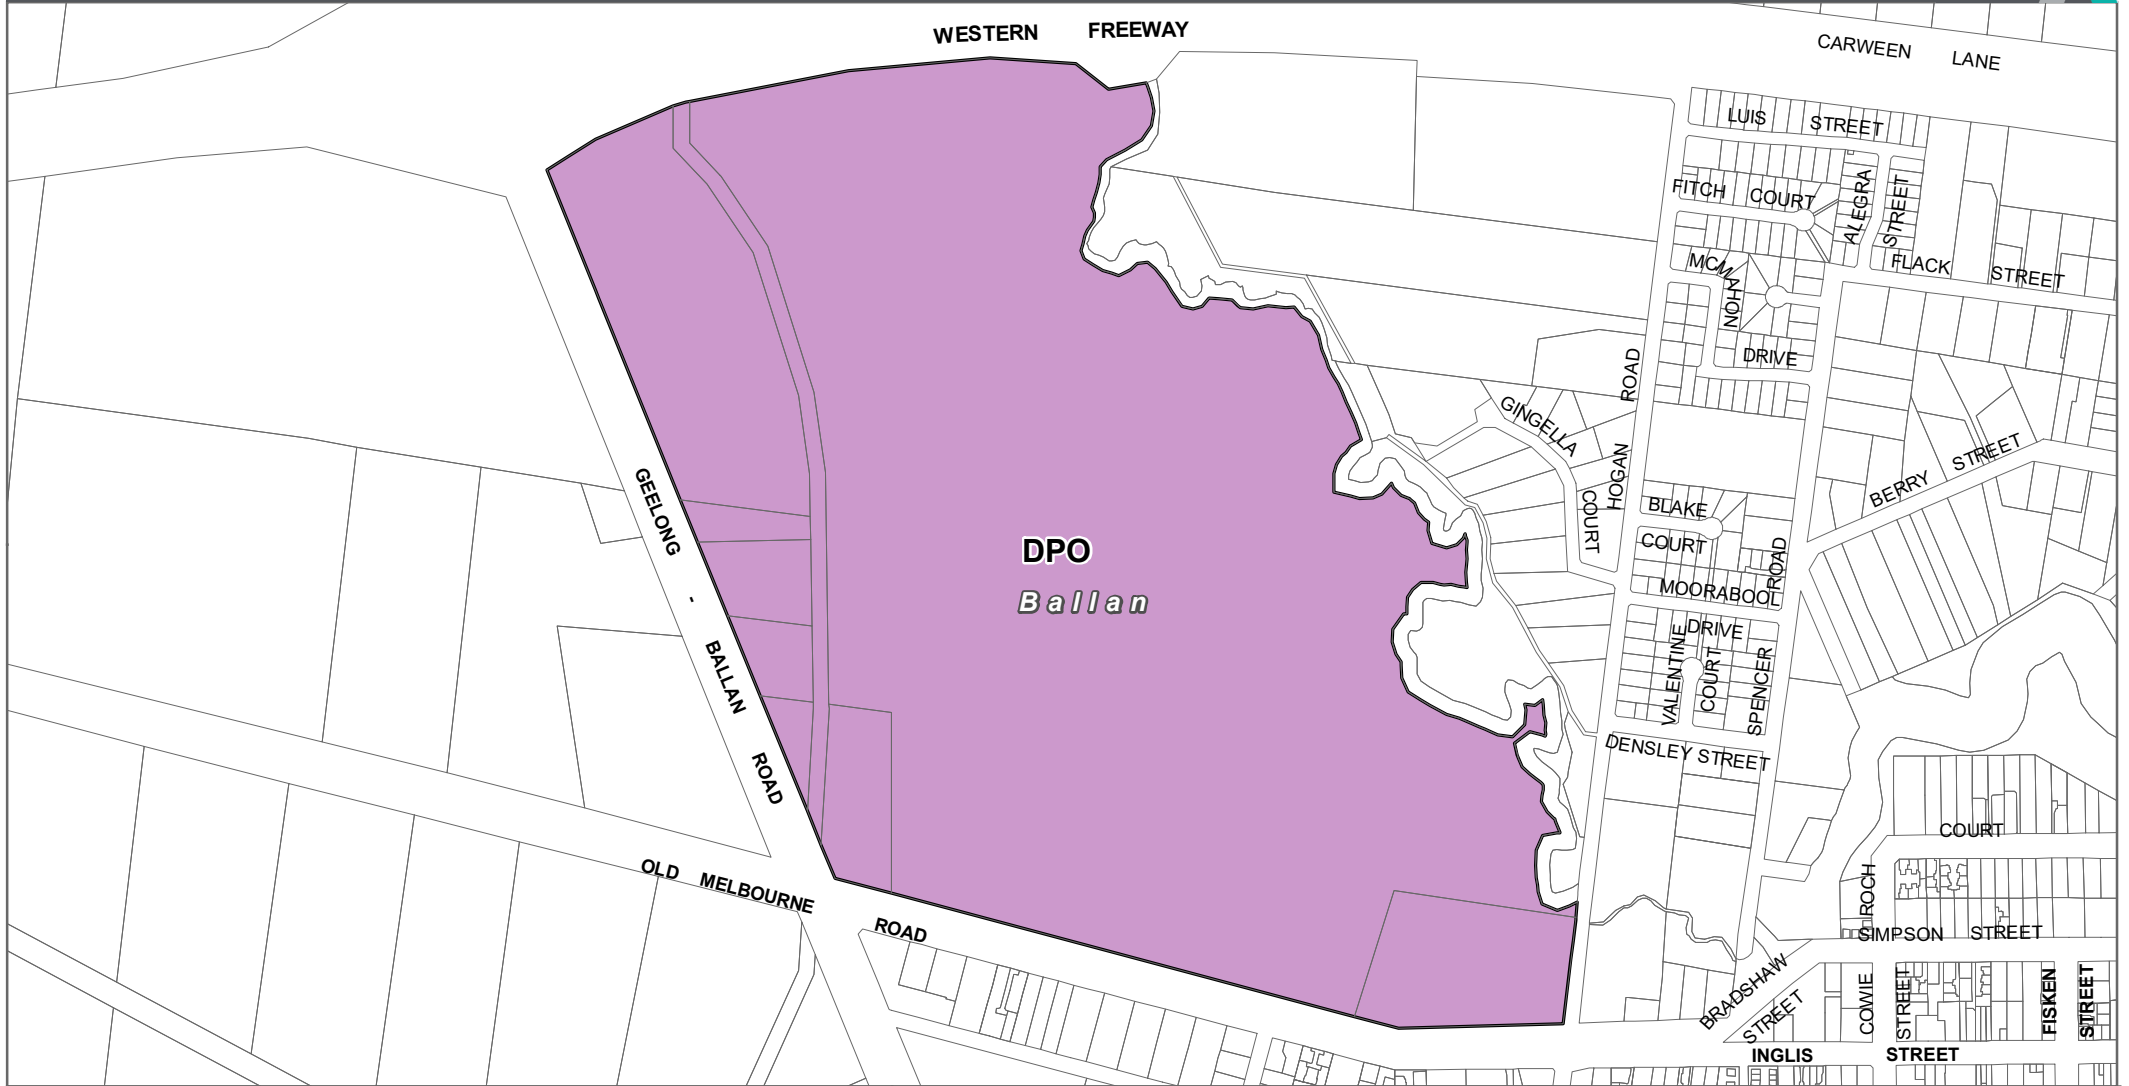 WESTERN FREEWAY
CARWEEN LANE
LUIS STREET
FITCH COURT
ALEGRA STREET
MCMAHON DRIVE
FLACK STREET
GINGELLA COURT
HOGAN ROAD
BERRY STREET
BLAKE COURT
MOORABOOL DRIVE
VALENTINE COURT
SPENCER ROAD
DENSLEY STREET
GEELONG - BALLAN ROAD
DPO
Ballan
OLD MELBOURNE ROAD
ROCH COURT
SIMPSON STREET
BRADSHAW STREET
COWIE STREET
FISKEN STREET
INGLIS STREET